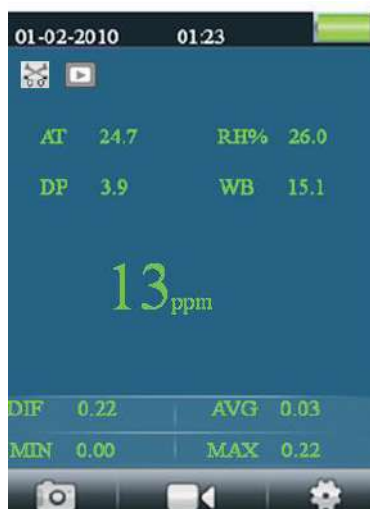 01-02-2010 01:23
AT 24.7 RH% 26.0
DP 3.9 WB 15.1
13ppm
DIF 0.22 AVG 0.03
MIN 0.00 MAX 0.22